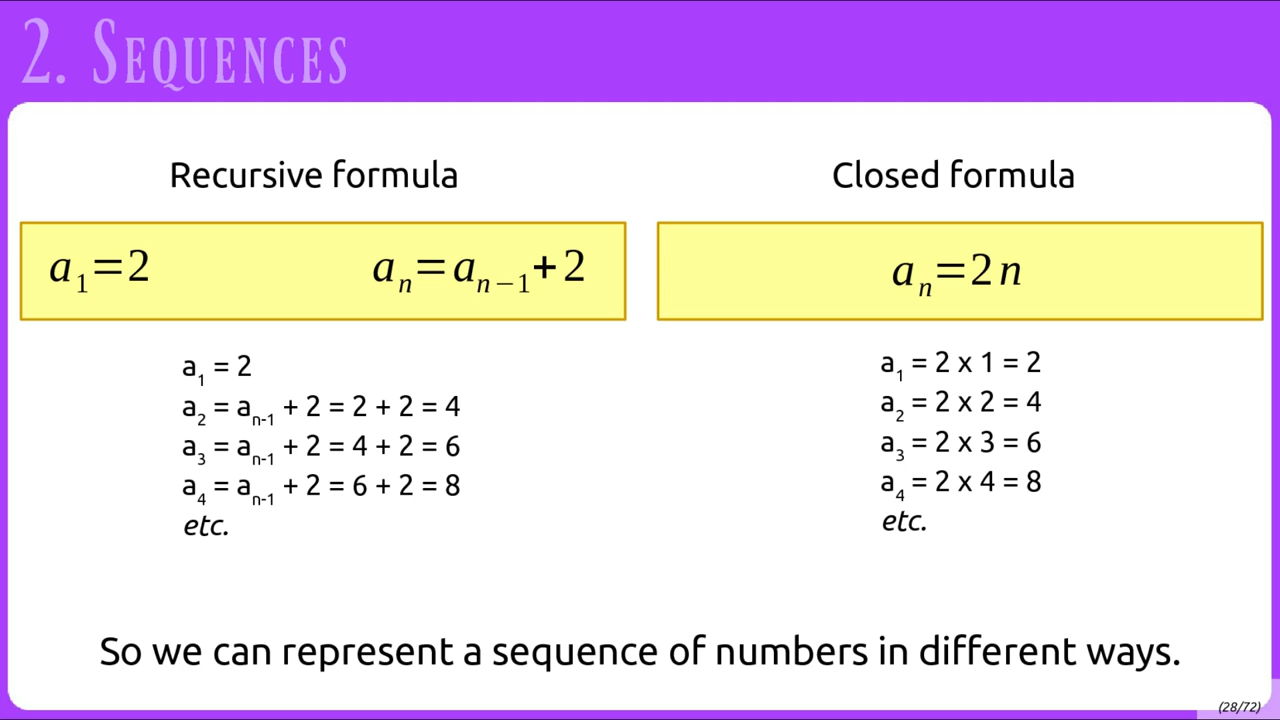 2. Sequences
Recursive formula
a₁=2 aₙ=aₙ₋₁+2
a₁ = 2
a₂ = aₙ₋₁ + 2 = 2 + 2 = 4
a₃ = aₙ₋₁ + 2 = 4 + 2 = 6
a₄ = aₙ₋₁ + 2 = 6 + 2 = 8
etc.
Closed formula
aₙ=2n
a₁ = 2 x 1 = 2
a₂ = 2 x 2 = 4
a₃ = 2 x 3 = 6
a₄ = 2 x 4 = 8
etc.
So we can represent a sequence of numbers in different ways.
(28/72)